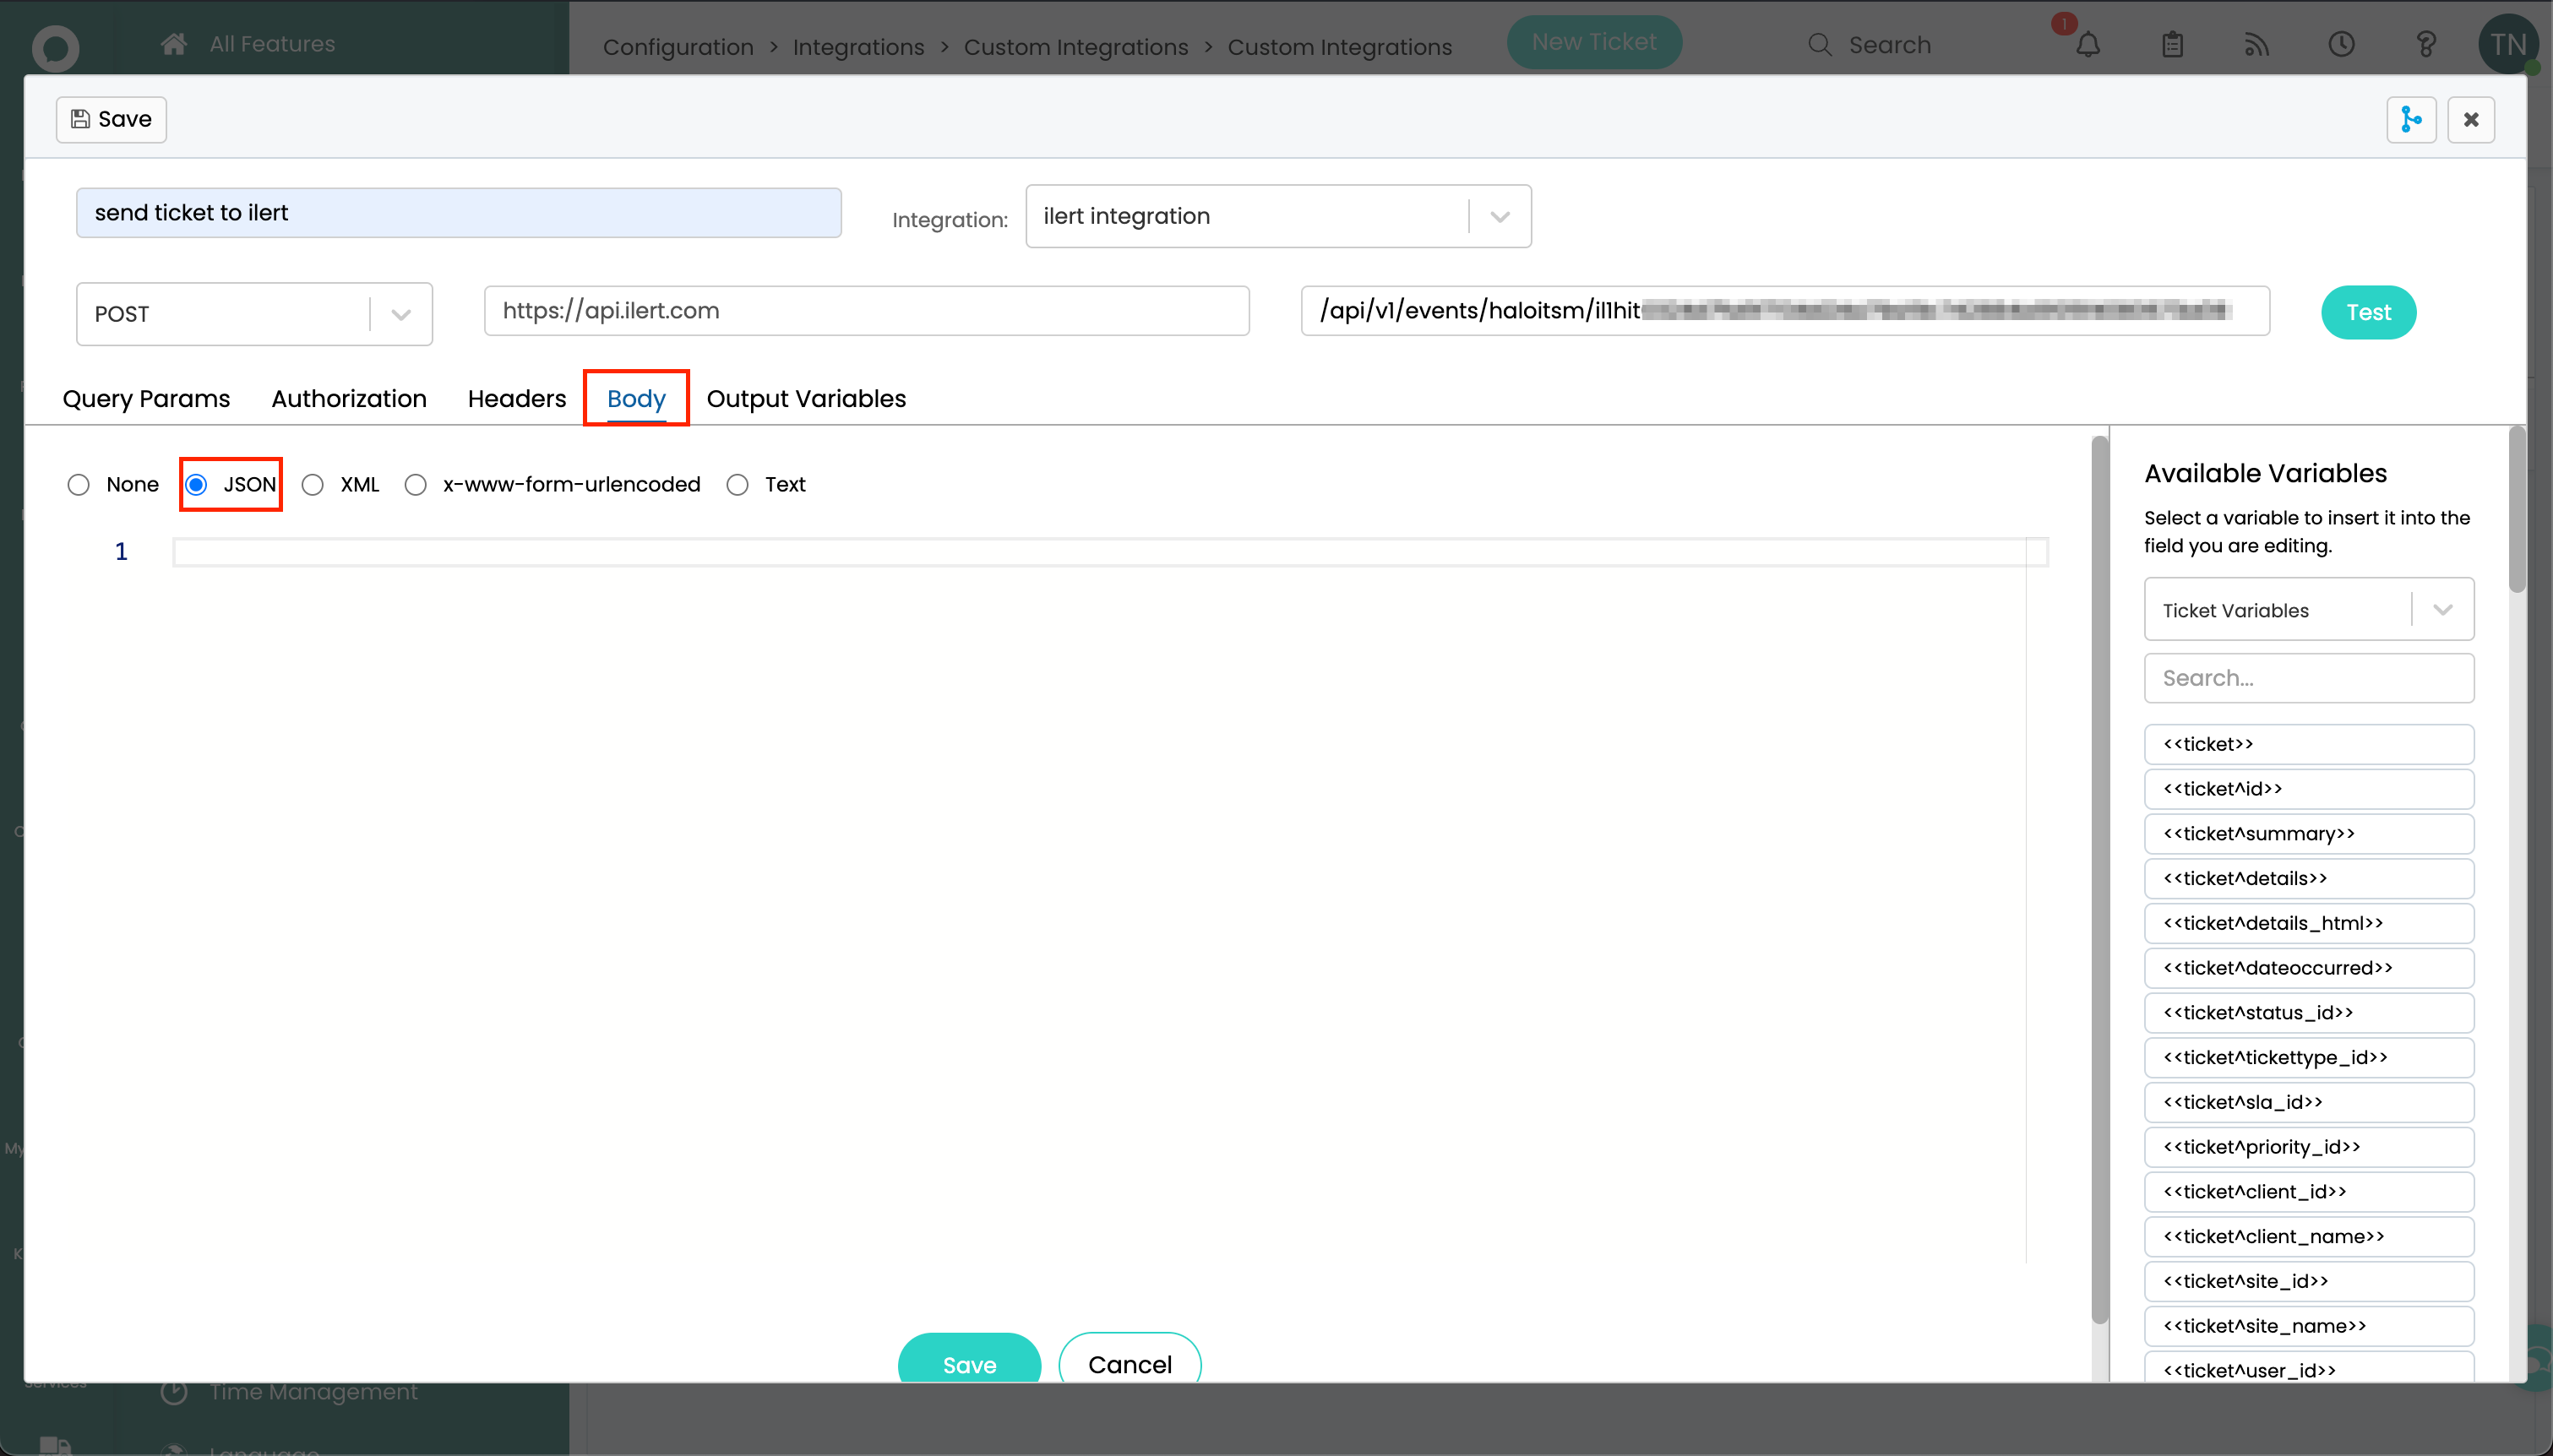 All Features
Configuration > Integrations > Custom Integrations > Custom Integrations
New Ticket
Search
1
TN
Save
send ticket to ilert
Integration:
ilert integration
POST
https://api.ilert.com
/api/v1/events/haloitsm/il1hit
Test
Query Params
Authorization
Headers
Body
Output Variables
None
JSON
XML
x-www-form-urlencoded
Text
1
Available Variables
Select a variable to insert it into the
field you are editing.
Ticket Variables
Search...
<<ticket>>
<<ticket^id>>
<<ticket^summary>>
<<ticket^details>>
<<ticket^details_html>>
<<ticket^dateoccurred>>
<<ticket^status_id>>
<<ticket^tickettype_id>>
<<ticket^sla_id>>
<<ticket^priority_id>>
<<ticket^client_id>>
<<ticket^client_name>>
<<ticket^site_id>>
<<ticket^site_name>>
<<ticket^user_id>>
Save
Cancel
My
Services
Time Management
Language